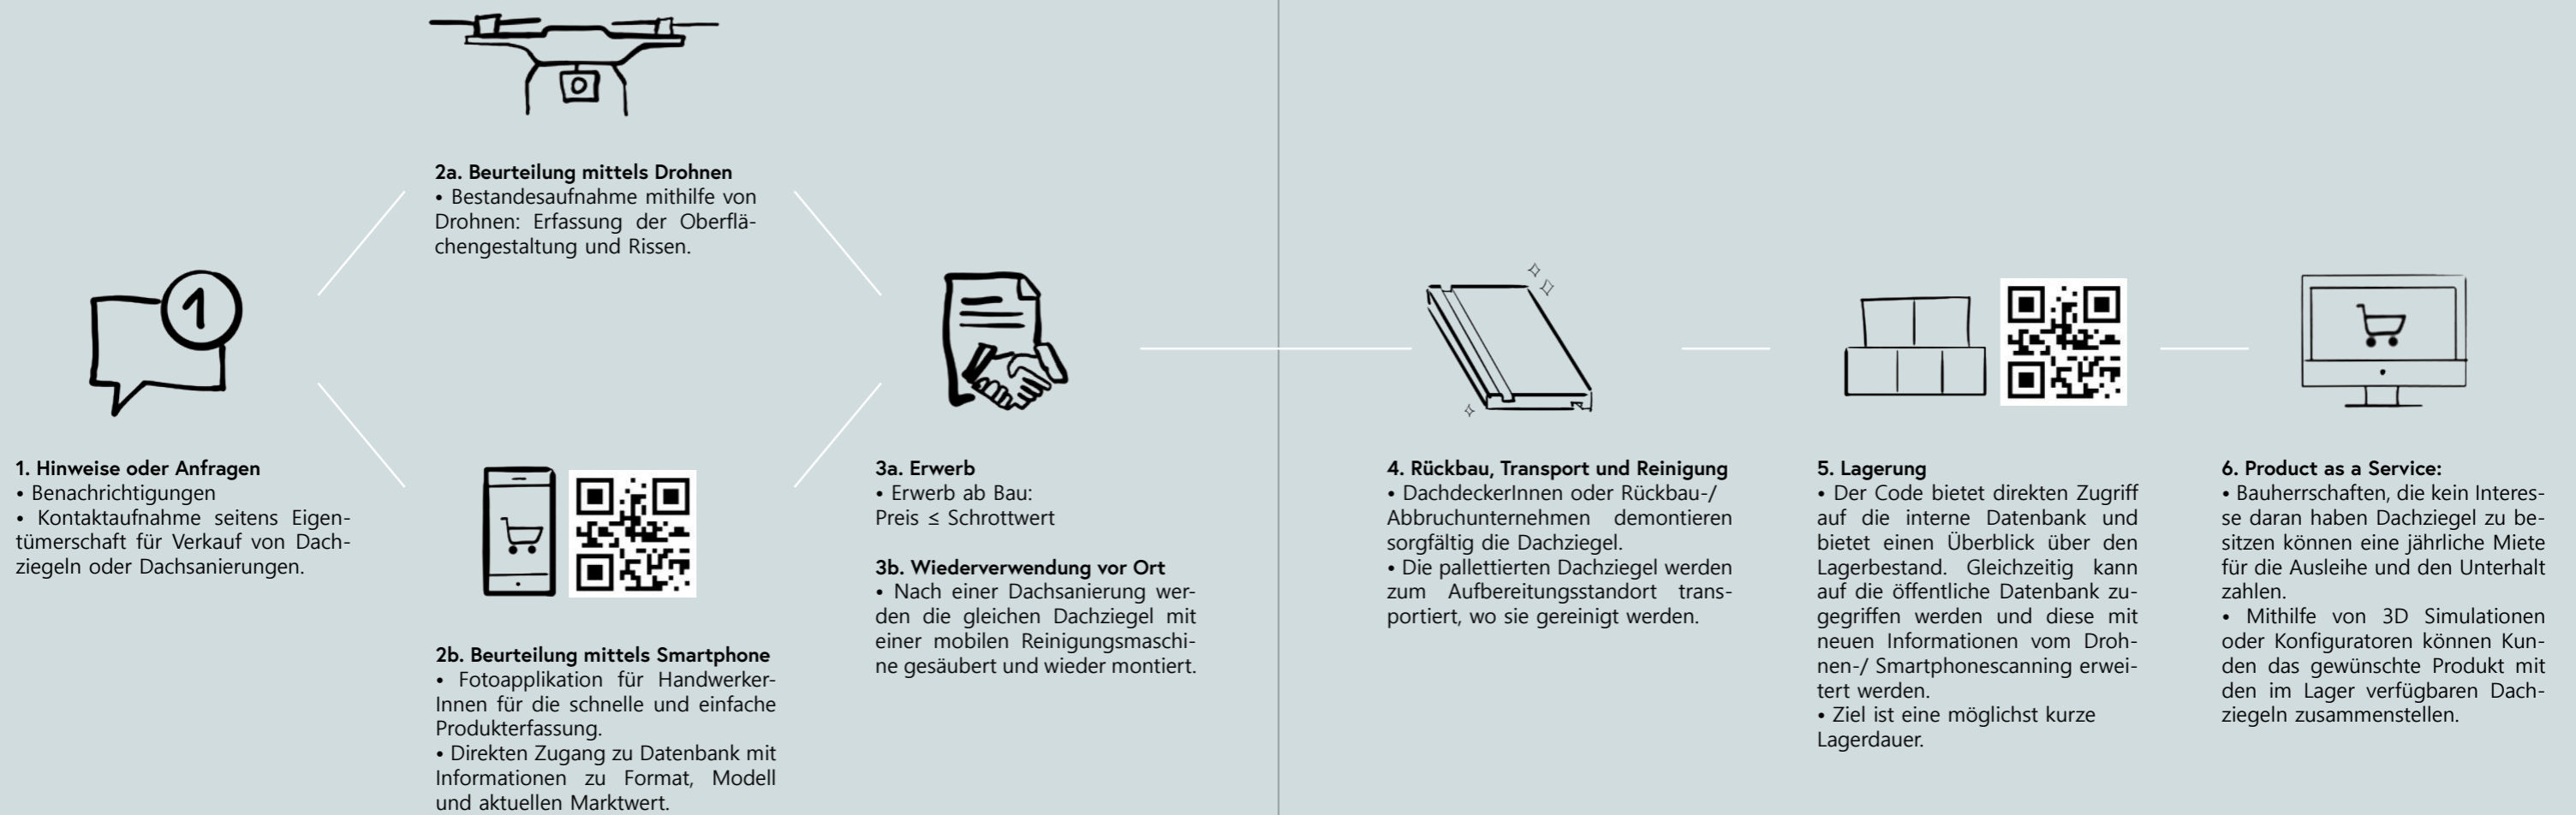 1
1. Hinweise oder Anfragen
• Benachrichtigungen
• Kontaktaufnahme seitens Eigen-
tümerschaft für Verkauf von Dach-
ziegeln oder Dachsanierungen.
2a. Beurteilung mittels Drohnen
• Bestandesaufnahme mithilfe von
Drohnen: Erfassung der Oberflä-
chengestaltung und Rissen.
2b. Beurteilung mittels Smartphone
• Fotoapplikation für Handwerker-
Innen für die schnelle und einfache
Produkterfassung.
• Direkten Zugang zu Datenbank mit
Informationen zu Format, Modell
und aktuellen Marktwert.
3a. Erwerb
• Erwerb ab Bau:
Preis ≤ Schrottwert
3b. Wiederverwendung vor Ort
• Nach einer Dachsanierung wer-
den die gleichen Dachziegel mit
einer mobilen Reinigungsmaschi-
ne gesäubert und wieder montiert.
4. Rückbau, Transport und Reinigung
• DachdeckerInnen oder Rückbau-/
Abbruchunternehmen demontieren
sorgfältig die Dachziegel.
• Die pallettierten Dachziegel werden
zum Aufbereitungsstandort trans-
portiert, wo sie gereinigt werden.
5. Lagerung
• Der Code bietet direkten Zugriff
auf die interne Datenbank und
bietet einen Überblick über den
Lagerbestand. Gleichzeitig kann
auf die öffentliche Datenbank zu-
gegriffen werden und diese mit
neuen Informationen vom Droh-
nen-/ Smartphonescanning erwei-
tert werden.
• Ziel ist eine möglichst kurze
Lagerdauer.
6. Product as a Service:
• Bauherrschaften, die kein Interes-
se daran haben Dachziegel zu be-
sitzen können eine jährliche Miete
für die Ausleihe und den Unterhalt
zahlen.
• Mithilfe von 3D Simulationen
oder Konfiguratoren können Kun-
den das gewünschte Produkt mit
den im Lager verfügbaren Dach-
ziegeln zusammenstellen.